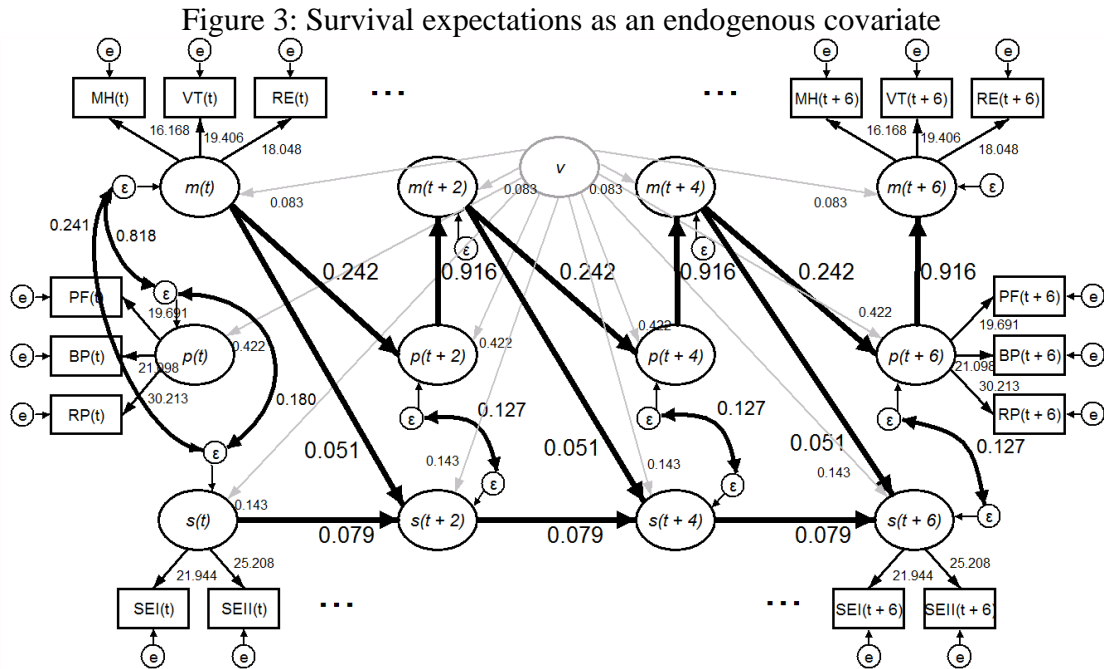 Figure 3: Survival expectations as an endogenous covariate
e e e e e e
MH(t) VT(t) RE(t) ... ... MH(t + 6) VT(t + 6) RE(t + 6)
16.168 19.406 18.048 16.168 19.406 18.048
v
ε m(t) m(t + 2) m(t + 4) m(t + 6) ε
0.083 0.083 0.083 0.083
0.241 0.818 ε ε
0.242 0.916 0.242 0.916 0.242 0.916
e PF(t) ε PF(t + 6) e
19.691 19.691
0.422 0.422 0.422 0.422
e BP(t) p(t) p(t + 2) p(t + 4) p(t + 6) BP(t + 6) e
21.098 21.098
30.213 30.213
e RP(t) 0.180 ε 0.127 ε 0.127 ε RP(t + 6) e
0.127
ε 0.051 0.051 0.051
0.143 0.143 0.143
ε ε
0.143
s(t) s(t + 2) s(t + 4) s(t + 6) ε
0.079 0.079 0.079
21.944 25.208 21.944 25.208
SEI(t) SEII(t) ... ... SEI(t + 6) SEII(t + 6)
e e e e